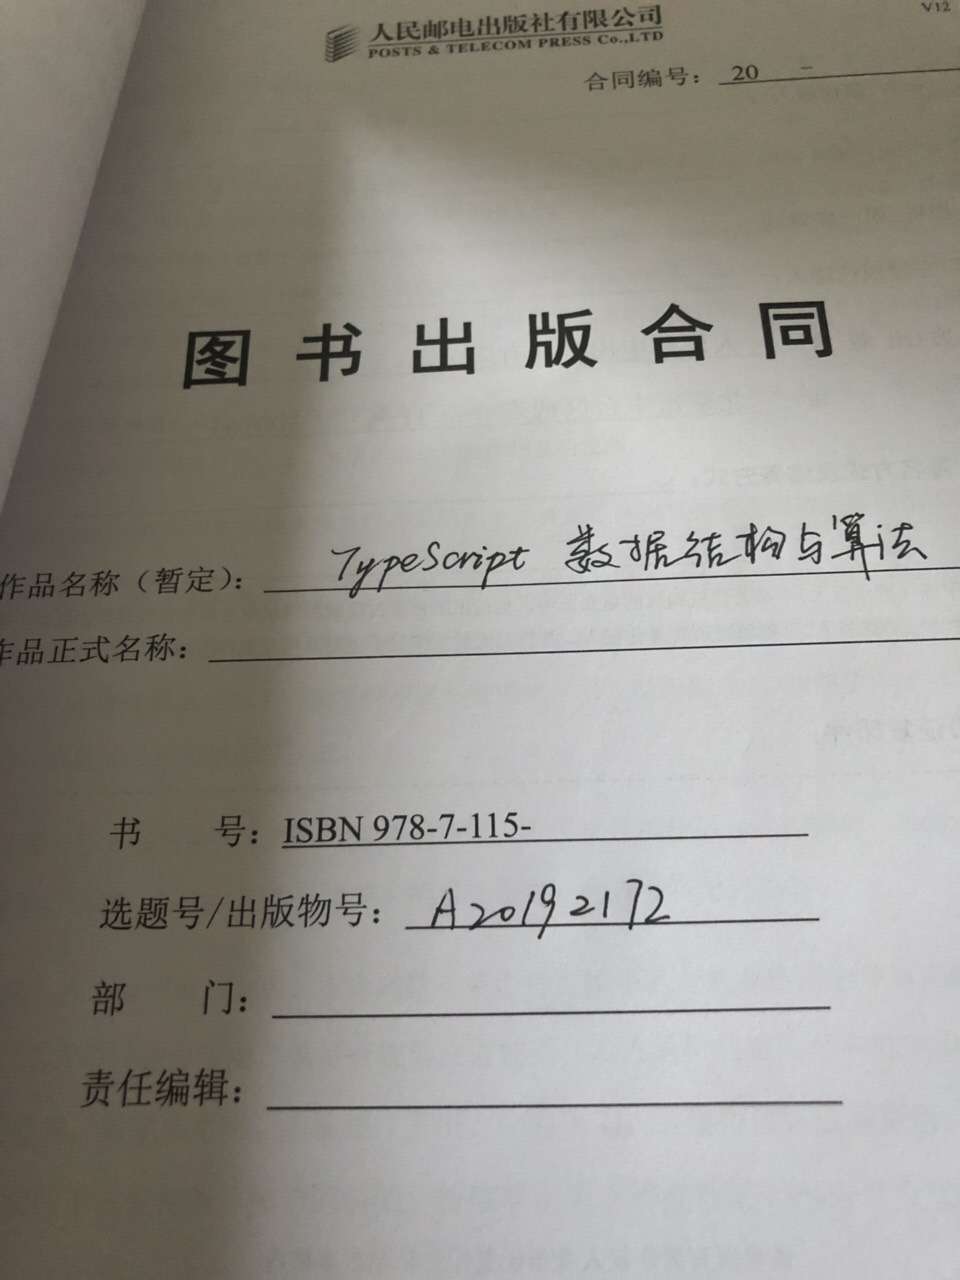 V12
人民邮电出版社有限公司
POSTS & TELECOM PRESS Co.,LTD
合同编号：20 –
图书出版合同
作品名称（暂定）：TypeScript 数据结构与算法
作品正式名称：
书 号：ISBN 978-7-115-
选题号/出版物号：A20192172
部 门：
责任编辑：